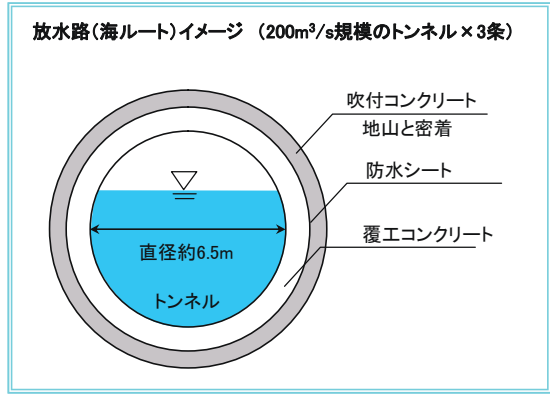 放水路(海ルート)イメージ (200m³/s規模のトンネル×3条)
吹付コンクリート
地山と密着
防水シート
覆工コンクリート
直径約6.5m
トンネル